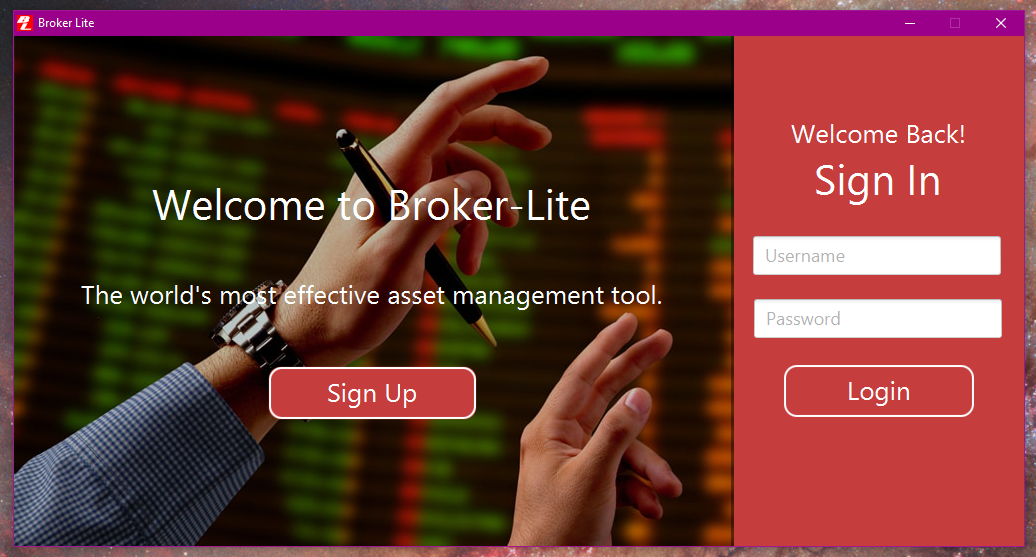 Broker Lite
Welcome to Broker-Lite
The world's most effective asset management tool.
Sign Up
Welcome Back!
Sign In
Username
Password
Login